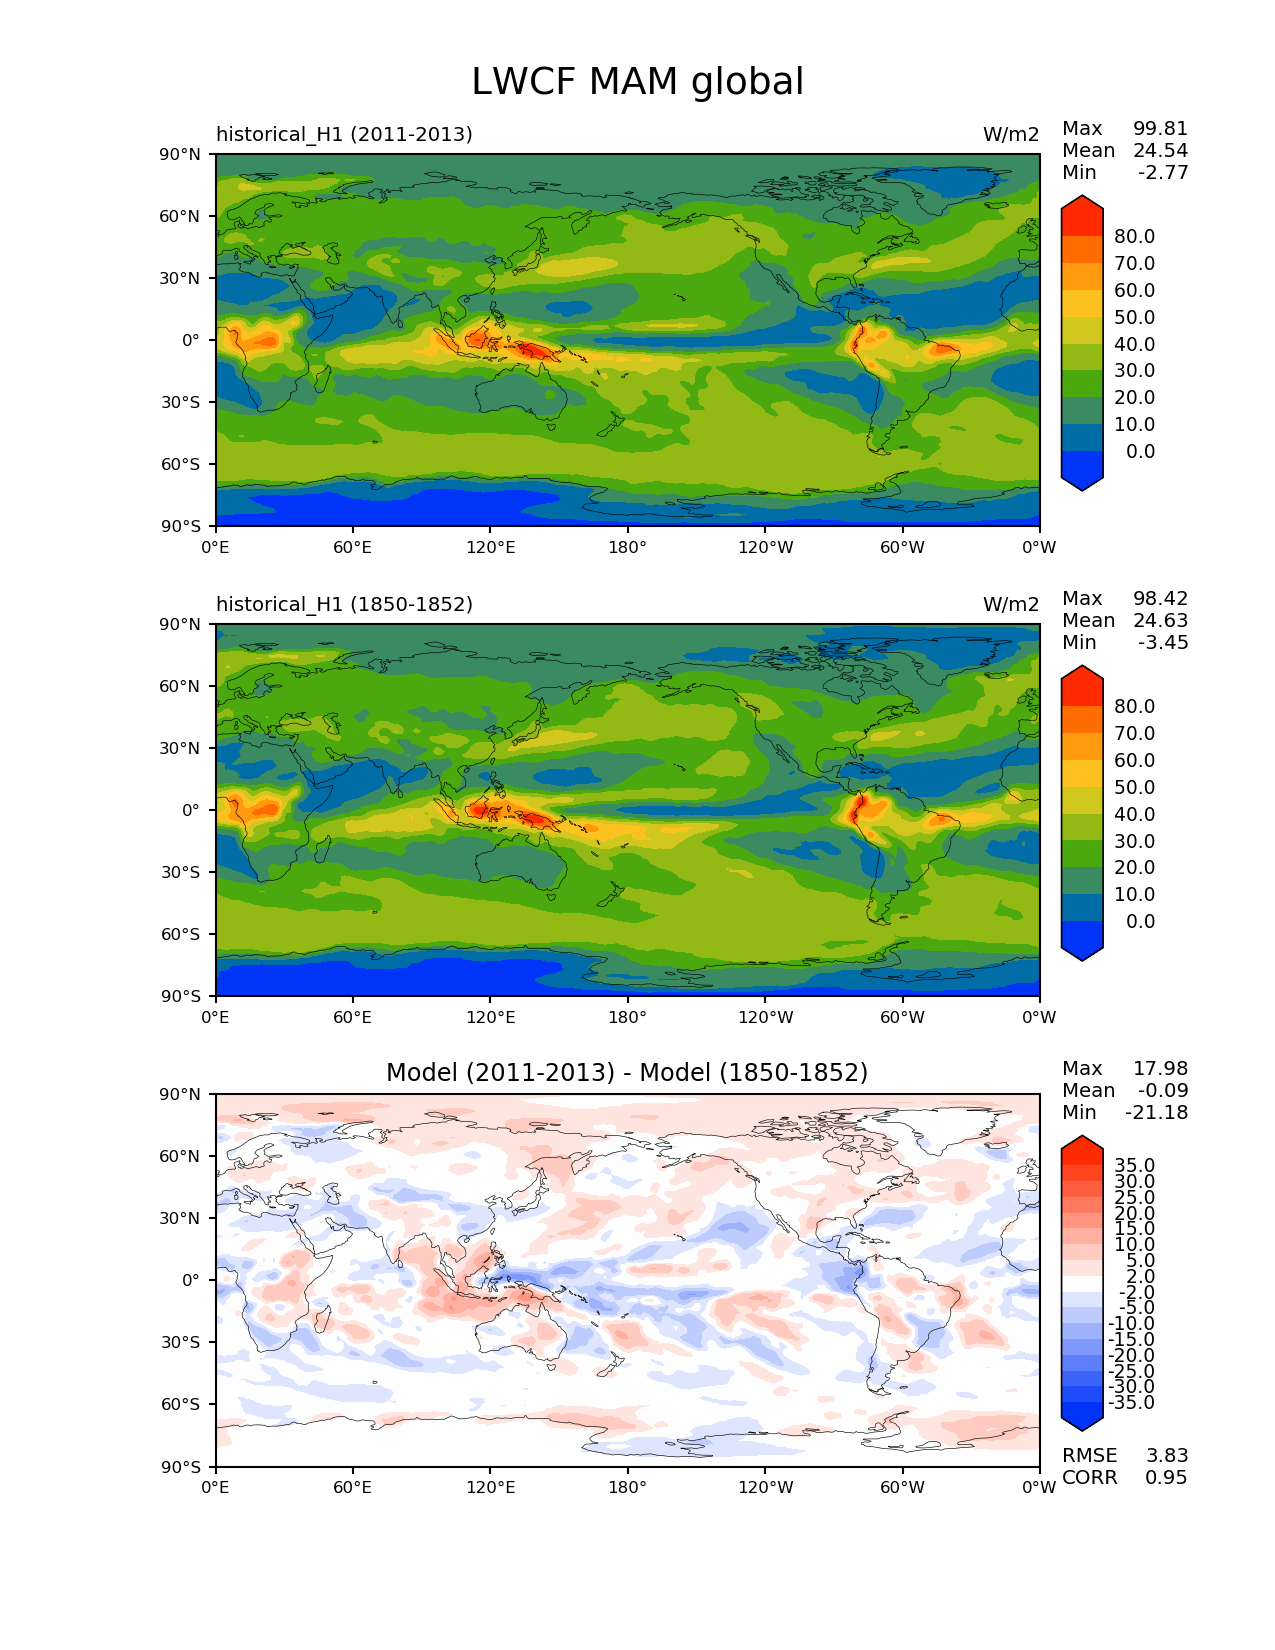 LWCF MAM global
historical_H1 (2011-2013) W/m2
Max 99.81
Mean 24.54
Min -2.77
90°N
60°N
30°N
0°
30°S
60°S
90°S
0°E 60°E 120°E 180° 120°W 60°W 0°W
80.0
70.0
60.0
50.0
40.0
30.0
20.0
10.0
0.0
historical_H1 (1850-1852) W/m2
Max 98.42
Mean 24.63
Min -3.45
90°N
60°N
30°N
0°
30°S
60°S
90°S
0°E 60°E 120°E 180° 120°W 60°W 0°W
80.0
70.0
60.0
50.0
40.0
30.0
20.0
10.0
0.0
Model (2011-2013) - Model (1850-1852)
Max 17.98
Mean -0.09
Min -21.18
90°N
60°N
30°N
0°
30°S
60°S
90°S
0°E 60°E 120°E 180° 120°W 60°W 0°W
35.0
30.0
25.0
20.0
15.0
10.0
5.0
2.0
-2.0
-5.0
-10.0
-15.0
-20.0
-25.0
-30.0
-35.0
RMSE 3.83
CORR 0.95